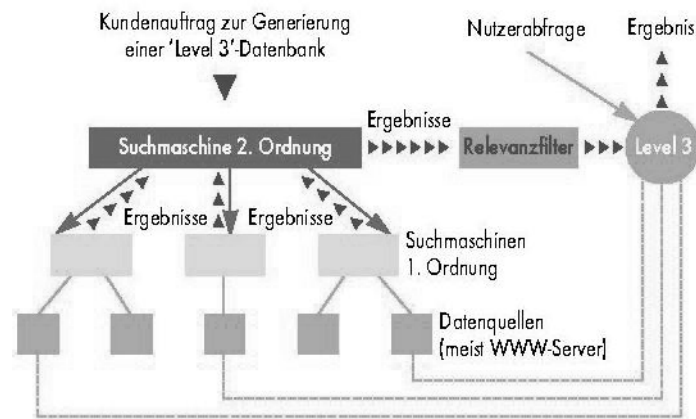 Kundenauftrag zur Generierung
einer 'Level 3'-Datenbank
Nutzerabfrage
Ergebnis
Suchmaschine 2. Ordnung
Ergebnisse
Relevanzfilter
Level 3
Ergebnisse
Ergebnisse
Suchmaschinen
1. Ordnung
Datenquellen
(meist WWW-Server)